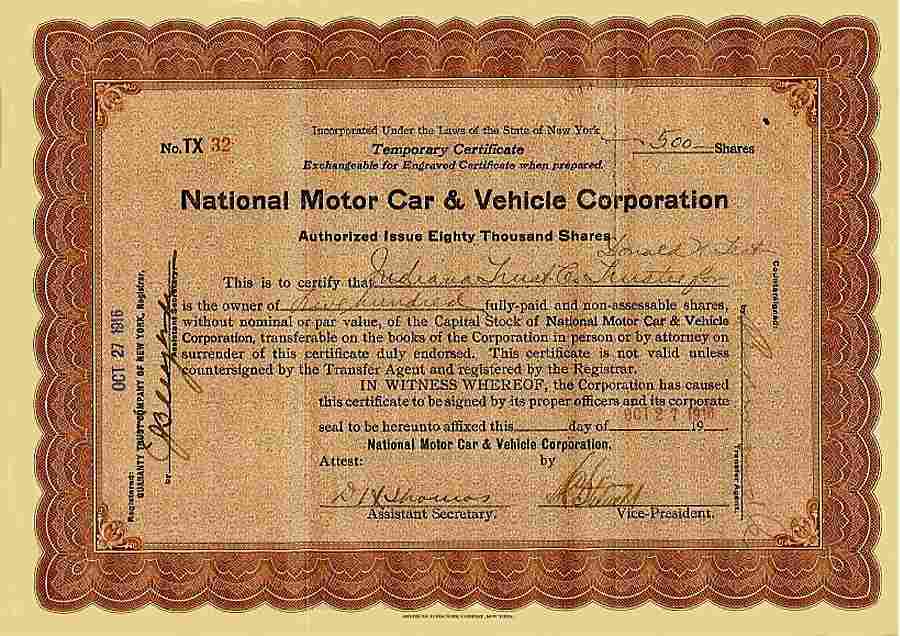 Incorporated Under the Laws of the State of New York
No. TX 32
Temporary Certificate
500 Shares
Exchangeable for Engraved Certificate when prepared.
National Motor Car & Vehicle Corporation
Authorized Issue Eighty Thousand Shares
Donald
This is to certify that Indiana Trust Co. Trustee for
is the owner of Five hundred fully-paid and non-assessable shares,
without nominal or par value, of the Capital Stock of National Motor Car & Vehicle
Corporation, transferable on the books of the Corporation in person or by attorney on
surrender of this certificate duly endorsed. This certificate is not valid unless
countersigned by the Transfer Agent and registered by the Registrar.
IN WITNESS WHEREOF, the Corporation has caused
this certificate to be signed by its proper officers and its corporate
OCT 27 1916
seal to be hereunto affixed this day of 19
National Motor Car & Vehicle Corporation,
Attest: by
D H Thomas
Assistant Secretary. Vice-President.
Registered:
GUARANTY TRUST COMPANY OF NEW YORK, Registrar,
OCT 27 1916
by
Assistant Secretary
Countersigned:
by
Transfer Agent